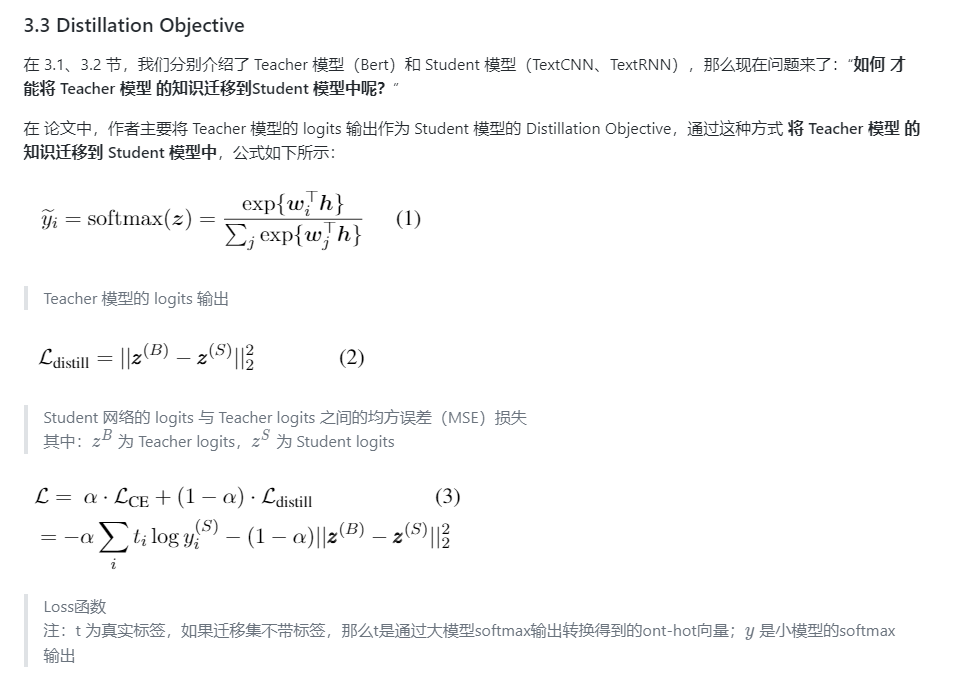 3.3 Distillation Objective
在 3.1、3.2 节，我们分别介绍了 Teacher 模型（Bert）和 Student 模型（TextCNN、TextRNN），那么现在问题来了：“如何 才
能将 Teacher 模型 的知识迁移到Student 模型中呢？”
在 论文中，作者主要将 Teacher 模型的 logits 输出作为 Student 模型的 Distillation Objective，通过这种方式 将 Teacher 模型 的
知识迁移到 Student 模型中，公式如下所示：
$\widetilde{y}_i = \text{softmax}(\boldsymbol{z}) = \frac{\exp\{\boldsymbol{w}_i^\top \boldsymbol{h}\}}{\sum_j \exp\{\boldsymbol{w}_j^\top \boldsymbol{h}\}}$ (1)
Teacher 模型的 logits 输出
$\mathcal{L}_{\text{distill}} = ||\boldsymbol{z}^{(B)} - \boldsymbol{z}^{(S)}||_2^2$ (2)
Student 网络的 logits 与 Teacher logits 之间的均方误差（MSE）损失
其中：$z^B$ 为 Teacher logits，$z^S$ 为 Student logits
$\mathcal{L} = \alpha \cdot \mathcal{L}_{\text{CE}} + (1 - \alpha) \cdot \mathcal{L}_{\text{distill}}$ (3)
$= -\alpha \sum_i t_i \log y_i^{(S)} - (1 - \alpha)||\boldsymbol{z}^{(B)} - \boldsymbol{z}^{(S)}||_2^2$
Loss函数
注：t 为真实标签，如果迁移集不带标签，那么t是通过大模型softmax输出转换得到的ont-hot向量；$y$ 是小模型的softmax
输出